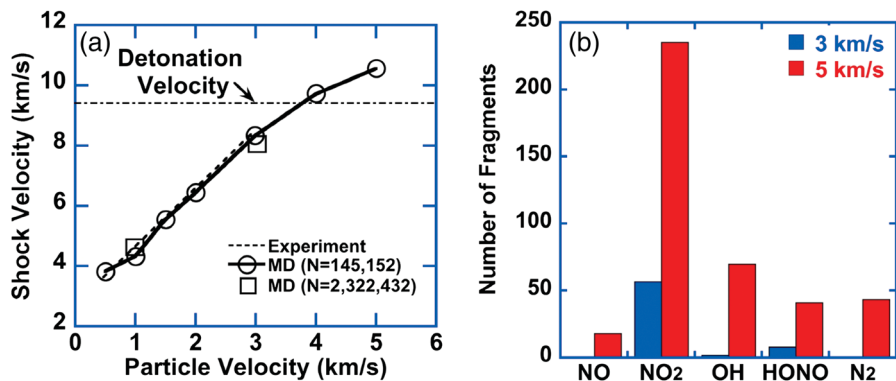 (a)
Detonation
Velocity
Shock Velocity (km/s)
12
10
8
6
4
2
Experiment
MD (N=145,152)
MD (N=2,322,432)
0 1 2 3 4 5 6
Particle Velocity (km/s)
(b)
3 km/s
5 km/s
Number of Fragments
250
200
150
100
50
0
NO NO2 OH HONO N2